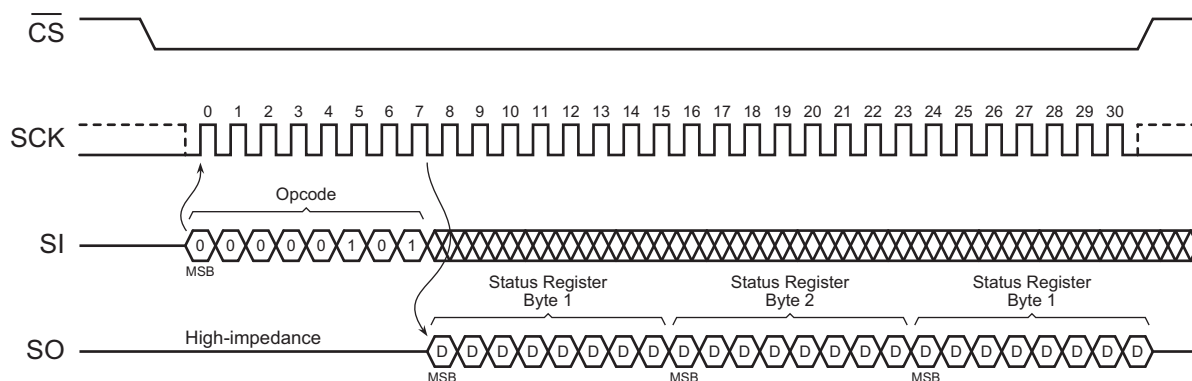 CS
0 1 2 3 4 5 6 7 8 9 10 11 12 13 14 15 16 17 18 19 20 21 22 23 24 25 26 27 28 29 30
SCK
Opcode
SI 0 0 0 0 0 1 0 1
MSB
Status Register
Byte 1
Status Register
Byte 2
Status Register
Byte 1
High-impedance
SO D D D D D D D D D D D D D D D D D D D D D D D D
MSB MSB MSB